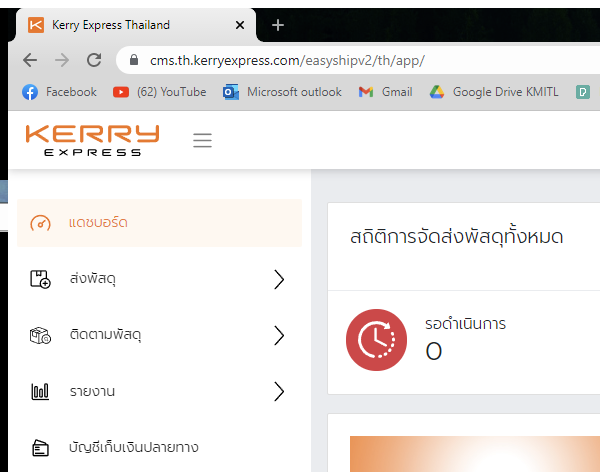 Kerry Express Thailand
cms.th.kerryexpress.com/easyshipv2/th/app/
Facebook
(62) YouTube
Microsoft outlook
Gmail
Google Drive KMITL
KERRY
EXPRESS
แดชบอร์ด
ส่งพัสดุ
ติดตามพัสดุ
รายงาน
บัญชีเก็บเงินปลายทาง
สถิติการจัดส่งพัสดุทั้งหมด
รอดำเนินการ
0